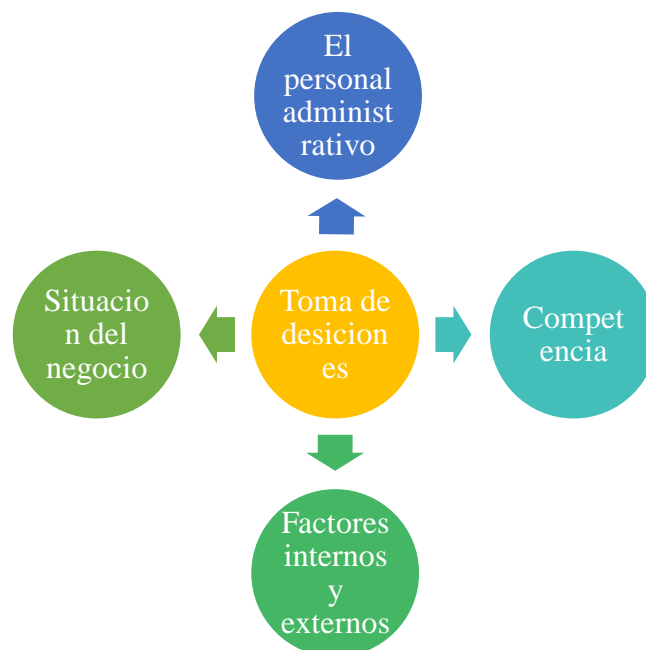 El
personal
administ
rativo
Situacio
n del
negocio
Toma de
desicion
es
Compet
encia
Factores
internos
y
externos